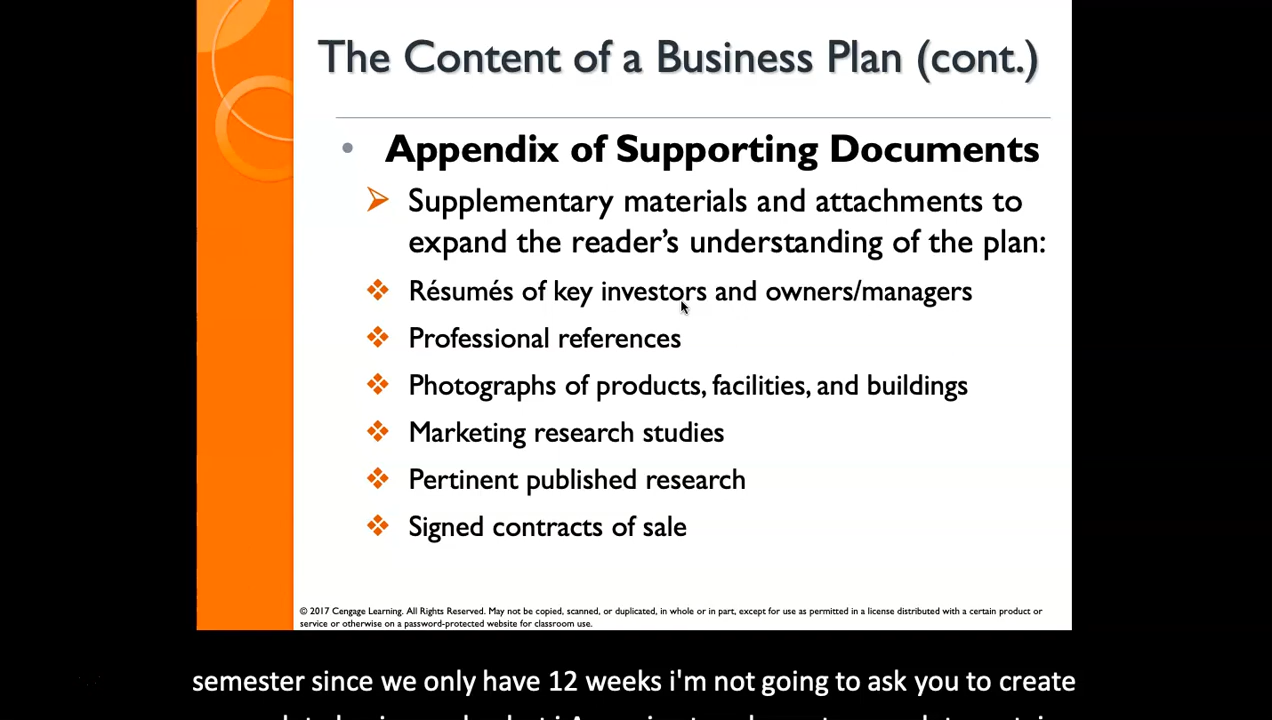 The Content of a Business Plan (cont.)
• Appendix of Supporting Documents
➢ Supplementary materials and attachments to
expand the reader's understanding of the plan:
❖ Résumés of key investors and owners/managers
❖ Professional references
❖ Photographs of products, facilities, and buildings
❖ Marketing research studies
❖ Pertinent published research
❖ Signed contracts of sale
© 2017 Cengage Learning. All Rights Reserved. May not be copied, scanned, or duplicated, in whole or in part, except for use as permitted in a license distributed with a certain product or
service or otherwise on a password-protected website for classroom use.
semester since we only have 12 weeks i'm not going to ask you to create